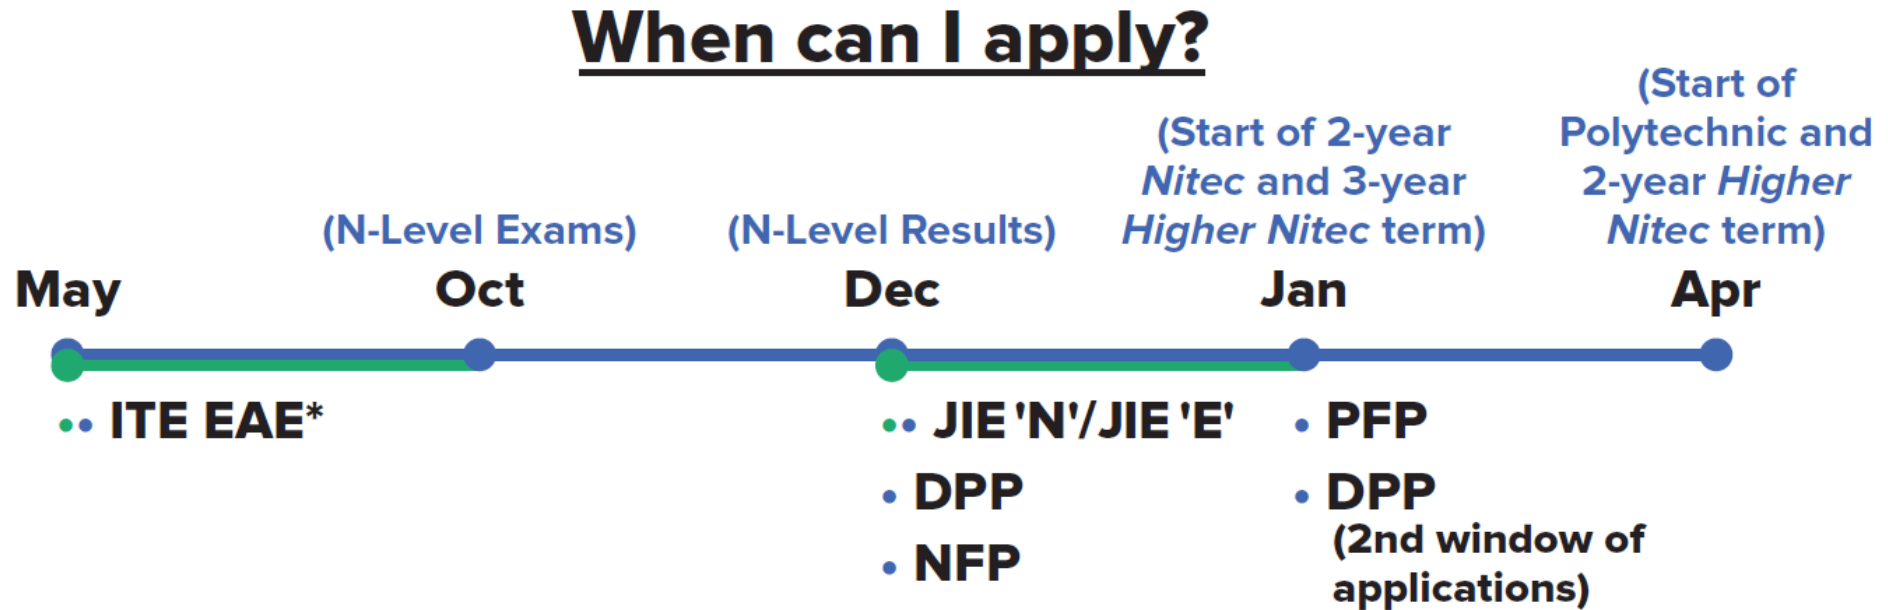 When can I apply?
(Start of
Polytechnic and
2-year Higher
Nitec term)
(Start of 2-year
Nitec and 3-year
Higher Nitec term)
(N-Level Exams)
(N-Level Results)
May
Oct
Dec
Jan
Apr
•• ITE EAE*
•• JIE 'N'/JIE 'E'
• DPP
• NFP
• PFP
• DPP
(2nd window of
applications)